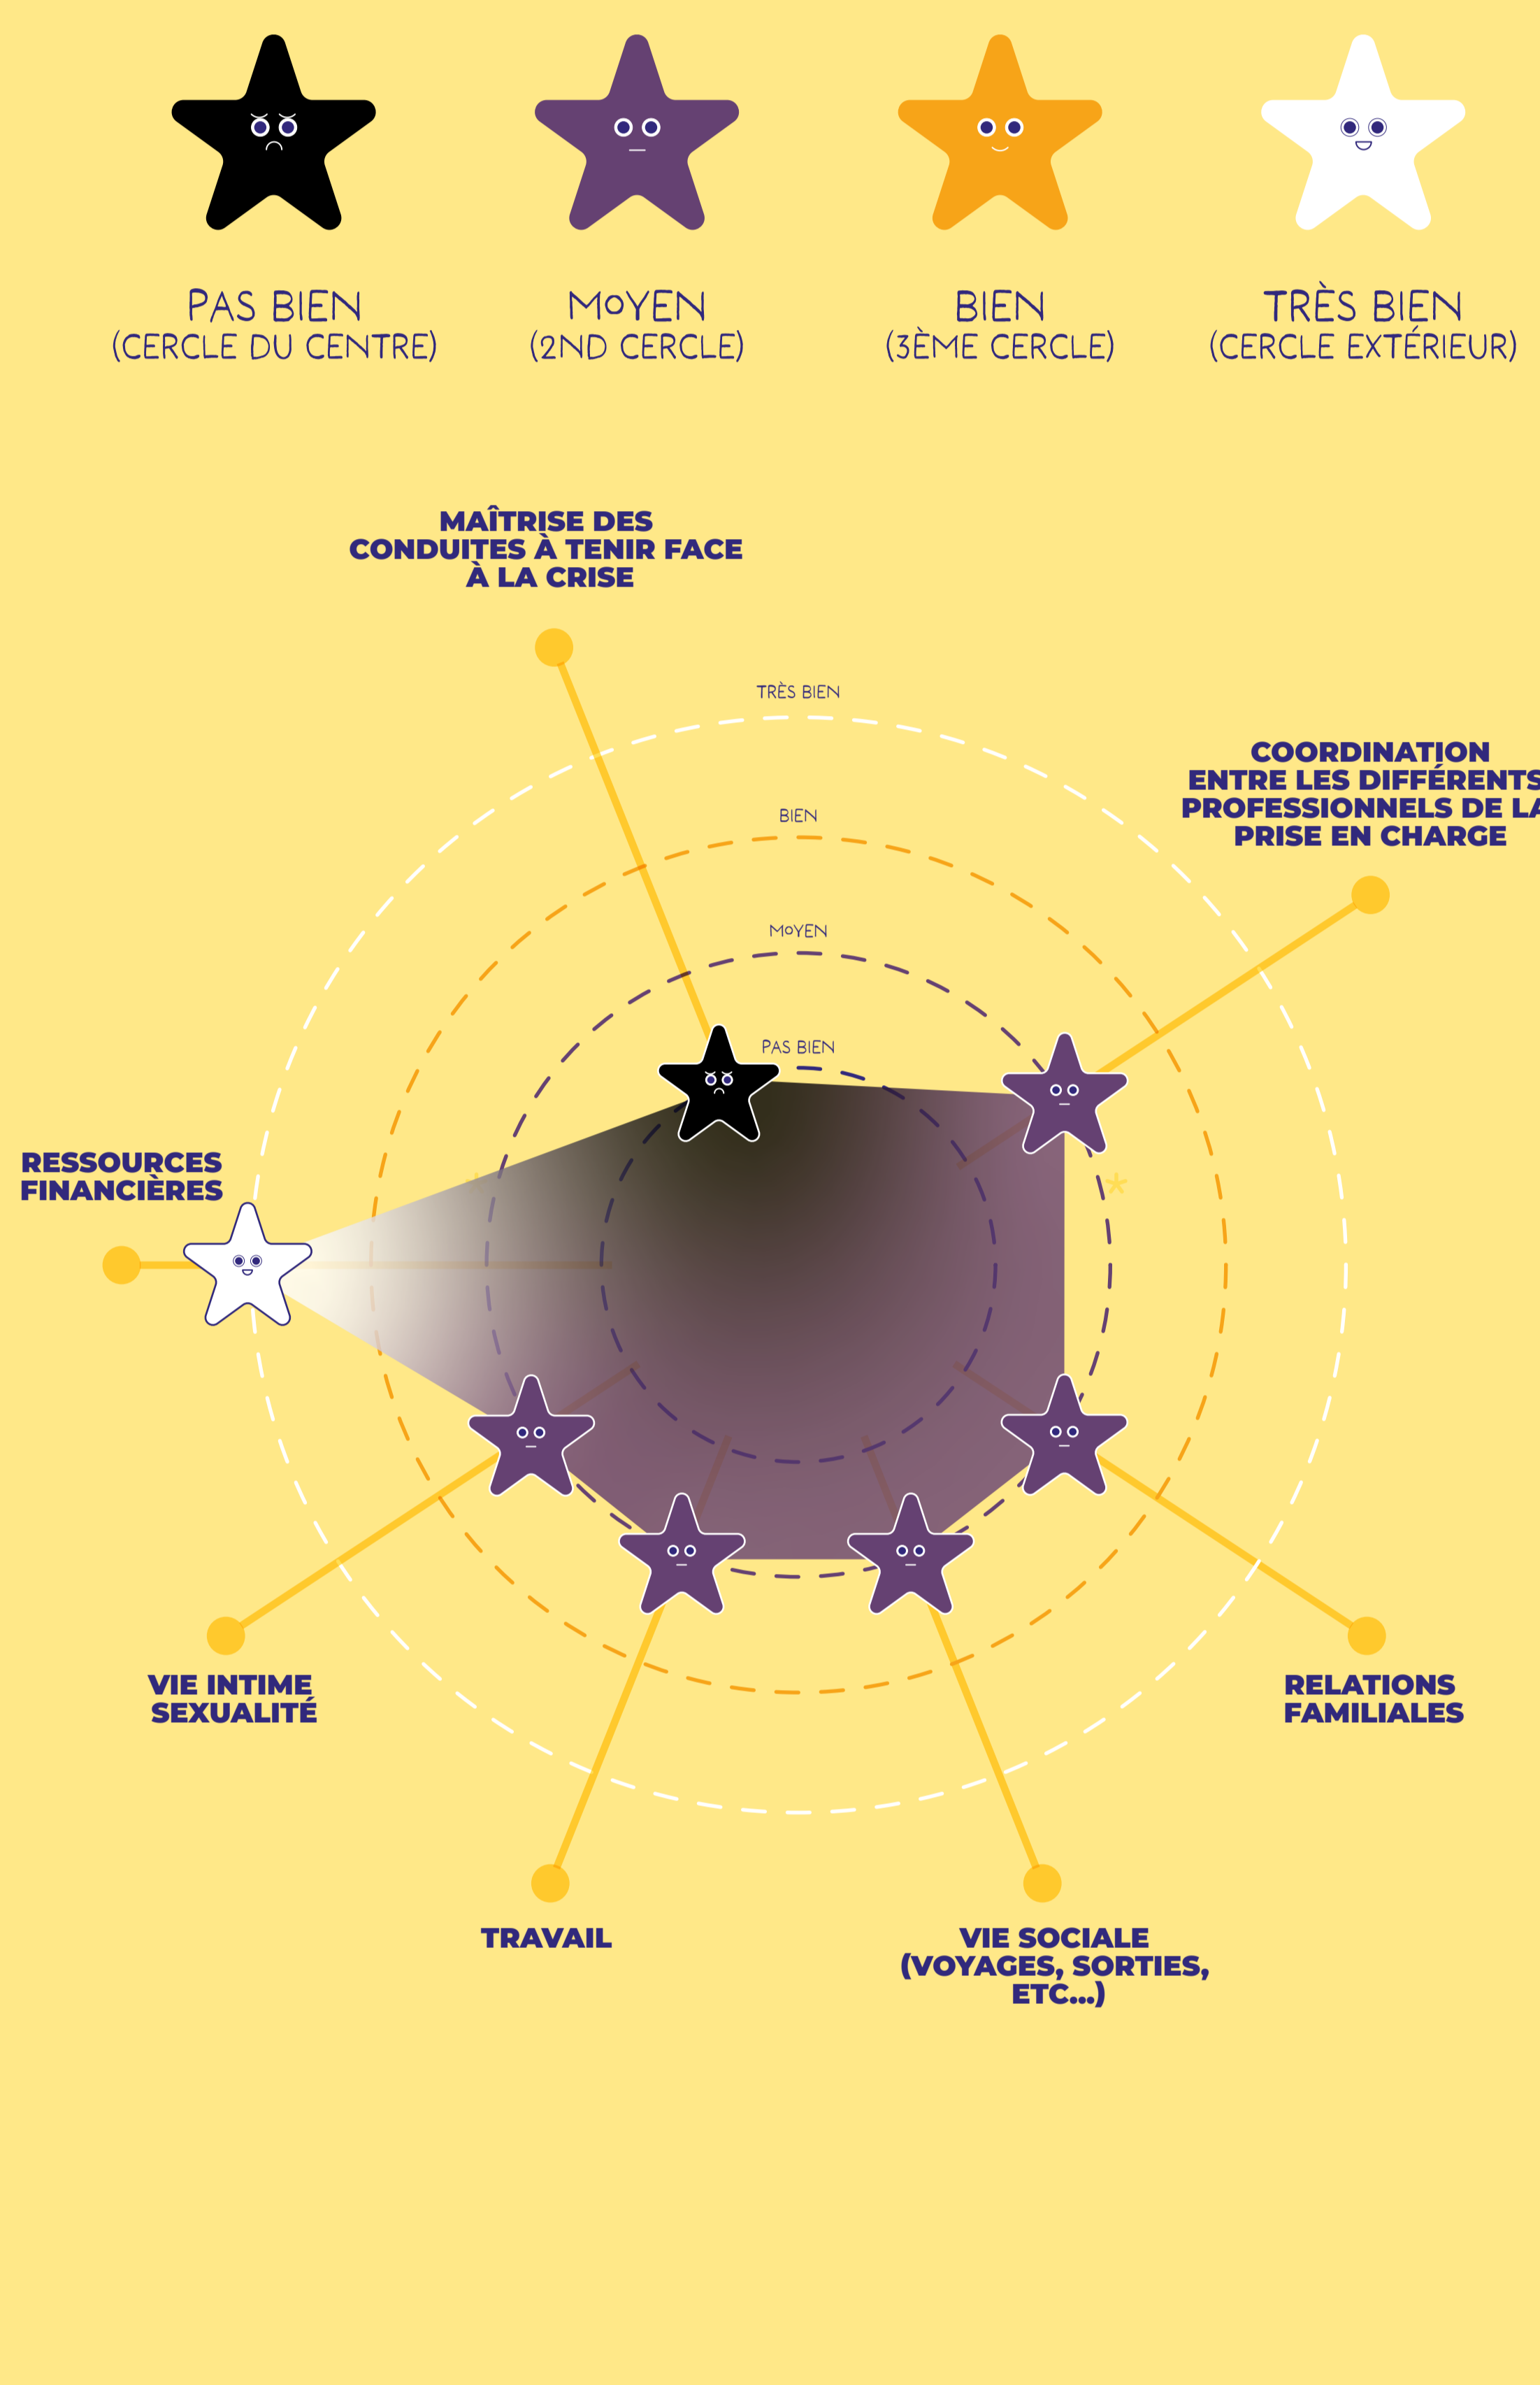 PAS BIEN
(CERCLE DU CENTRE)
MOYEN
(2ND CERCLE)
BIEN
(3ÈME CERCLE)
TRÈS BIEN
(CERCLE EXTÉRIEUR)
MAÎTRISE DES
CONDUITES À TENIR FACE
À LA CRISE
TRÈS BIEN
COORDINATION
ENTRE LES DIFFÉRENTS
PROFESSIONNELS DE LA
PRISE EN CHARGE
BIEN
MOYEN
PAS BIEN
RESSOURCES
FINANCIÈRES
*
VIE INTIME
SEXUALITÉ
RELATIONS
FAMILIALES
TRAVAIL
VIE SOCIALE
(VOYAGES, SORTIES,
ETC...)